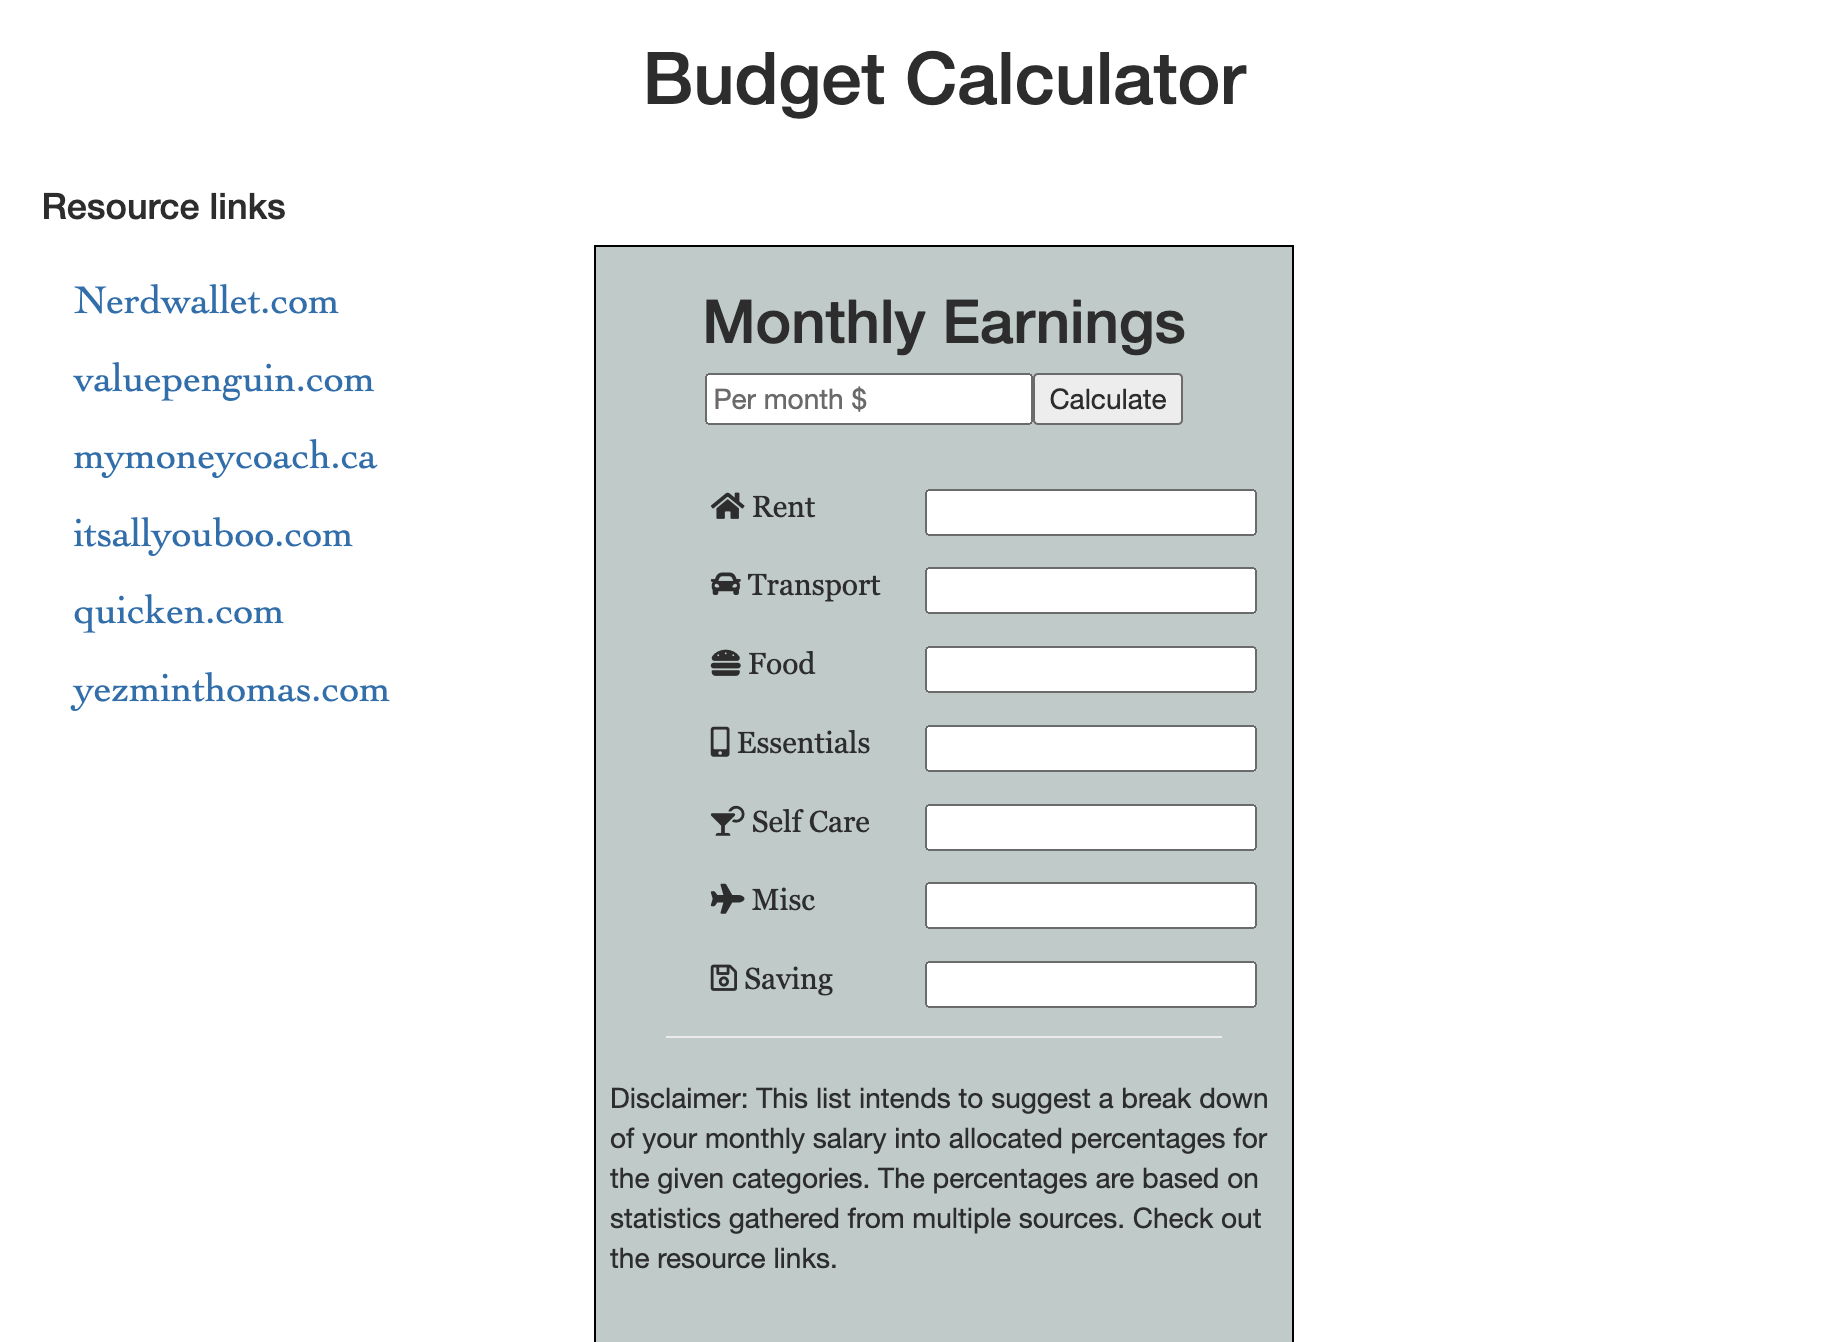 Budget Calculator
Resource links
Nerdwallet.com
valuepenguin.com
mymoneycoach.ca
itsallyouboo.com
quicken.com
yezminthomas.com
Monthly Earnings
Per month $ Calculate
Rent
Transport
Food
Essentials
Self Care
Misc
Saving
Disclaimer: This list intends to suggest a break down
of your monthly salary into allocated percentages for
the given categories. The percentages are based on
statistics gathered from multiple sources. Check out
the resource links.